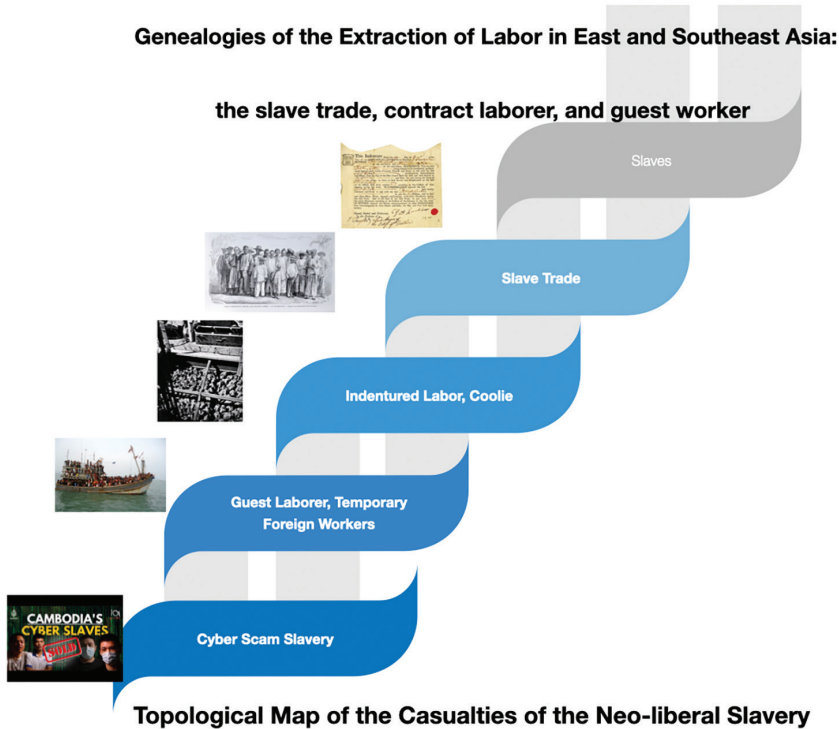 Genealogies of the Extraction of Labor in East and Southeast Asia:
the slave trade, contract laborer, and guest worker
Slaves
Slave Trade
Indentured Labor, Coolie
Guest Laborer, Temporary
Foreign Workers
CAMBODIA'S
CYBER SLAVES
SOLD
Cyber Scam Slavery
Topological Map of the Casualties of the Neo-liberal Slavery